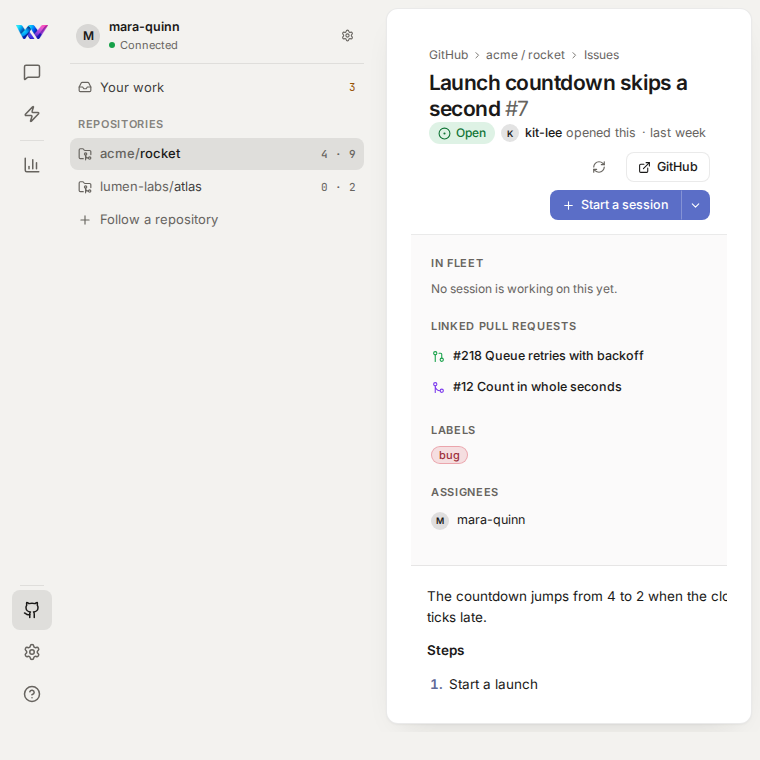 M
mara-quinn
Connected
Your work 3
REPOSITORIES
acme/rocket 4 · 9
lumen-labs/atlas 0 · 2
Follow a repository
GitHub > acme / rocket > Issues
Launch countdown skips a
second #7
Open K kit-lee opened this · last week
GitHub
Start a session
IN FLEET
No session is working on this yet.
LINKED PULL REQUESTS
#218 Queue retries with backoff
#12 Count in whole seconds
LABELS
bug
ASSIGNEES
M mara-quinn
The countdown jumps from 4 to 2 when the clo
ticks late.
Steps
1. Start a launch